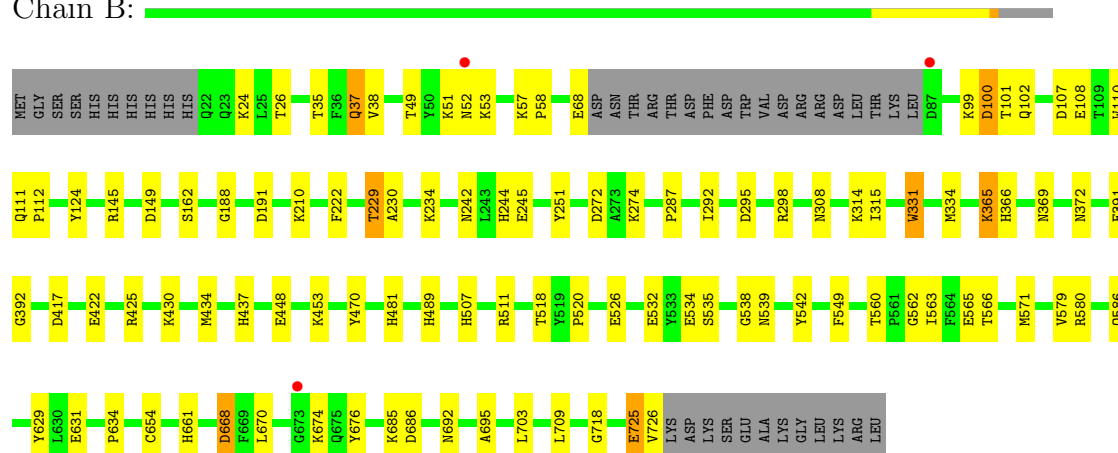 Chain B:
MET GLY SER SER HIS HIS HIS HIS HIS HIS Q22 Q23 K24 L25 T26 T35 F36 Q37 V38 T49 Y50 K51 N52 K53 K57 P58 E68 ASP ASN THR ARG THR ASP PHE ASP TRP VAL ASP ARG ARG ASP LEU THR LYS LEU D87 K99 D100 T101 Q102 D107 E108 T109 W110
Q111 P112 Y124 R145 D149 S162 G188 D191 K210 F222 T229 A230 K234 N242 L243 H244 E245 Y251 D272 A273 K274 P287 I292 D295 R298 N308 K314 I315 W331 M334 K365 H366 N369 N372 E391
G392 D417 E422 R425 K430 M434 H437 E448 K453 Y470 H481 H489 H507 R511 T518 Y519 P520 E526 E532 Y533 E534 S535 G538 N539 Y542 F549 T560 P561 G562 I563 F564 E565 T566 M571 V579 R580
Y629 L630 E631 P634 C654 H661 D668 F669 L670 G673 K674 Q675 Y676 K685 D686 N692 A695 L703 L709 G718 E725 V726 LYS ASP LYS SER GLU ALA LYS GLY LEU LYS ARG LEU